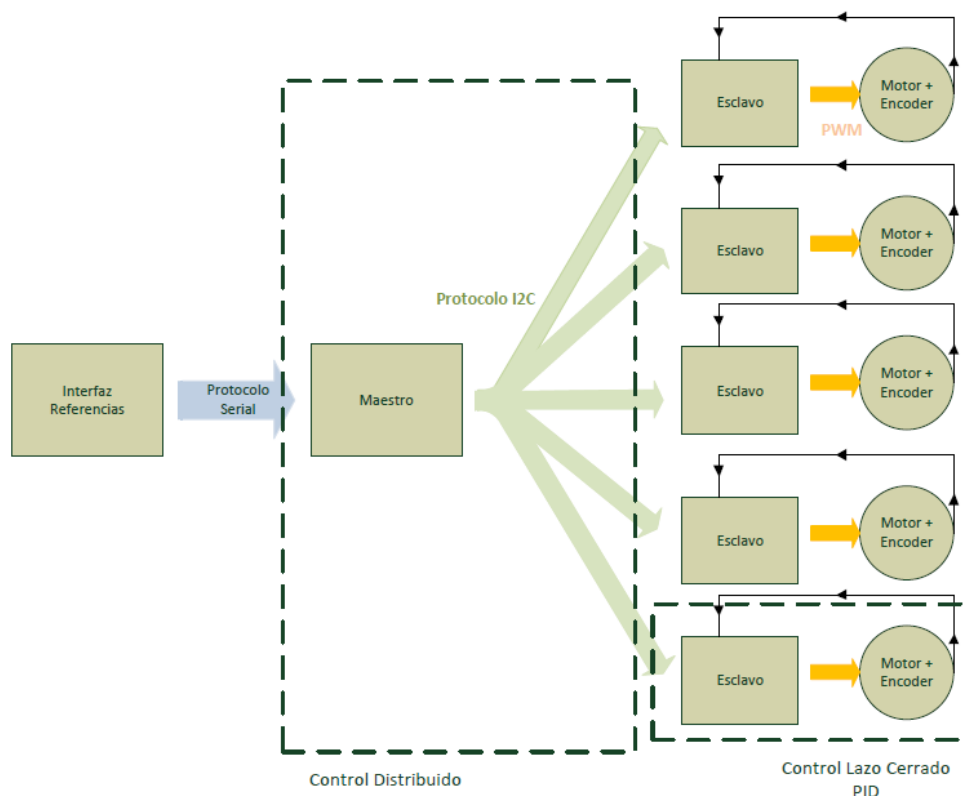 Esclavo
PWM
Motor +
Encoder
Esclavo
Motor +
Encoder
Protocolo I2C
Interfaz
Referencias
Protocolo
Serial
Maestro
Esclavo
Motor +
Encoder
Esclavo
Motor +
Encoder
Esclavo
Motor +
Encoder
Control Distribuido
Control Lazo Cerrado
PID